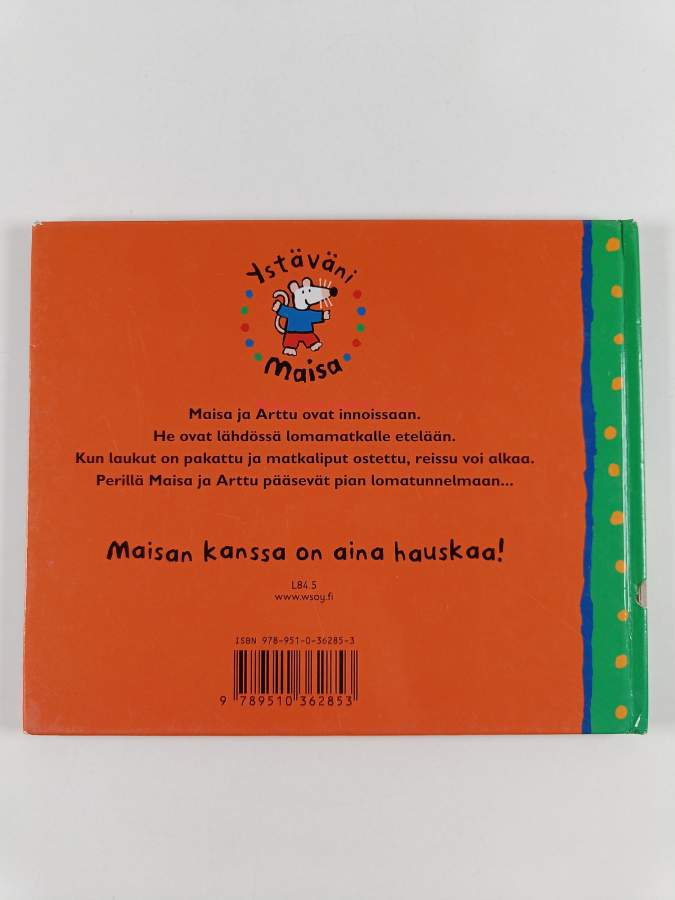 Ystäväni
Maisa
Maisa ja Arttu ovat innoissaan.
He ovat lähdössä lomamatkalle etelään.
Kun laukut on pakattu ja matkaliput ostettu, reissu voi alkaa.
Perillä Maisa ja Arttu pääsevät pian lomatunnelmaan...
Maisan kanssa on aina hauskaa!
L84.5
www.wsoy.fi
ISBN 978-951-0-36285-3
9 789510 362853